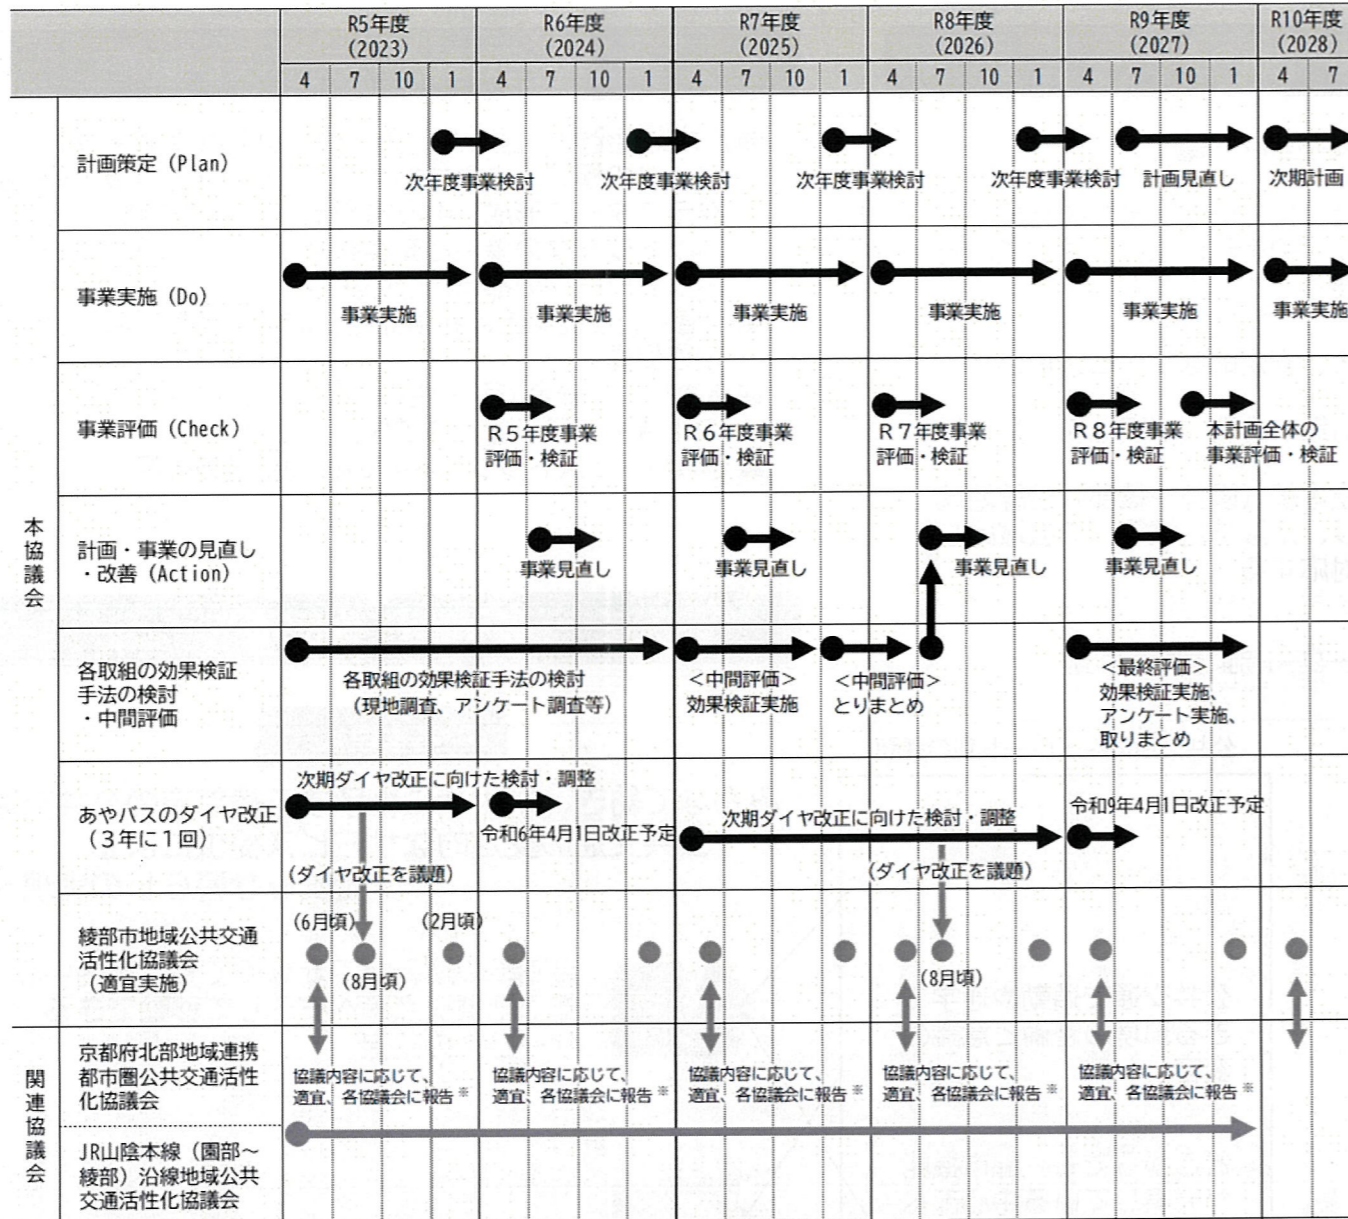 R5年度 R6年度 R7年度 R8年度 R9年度 R10年度
(2023) (2024) (2025) (2026) (2027) (2028)
4 7 10 1 4 7 10 1 4 7 10 1 4 7 10 1 4 7 10 1 4 7
本協議会
計画策定（Plan）
次年度事業検討 次年度事業検討 次年度事業検討 次年度事業検討 計画見直し 次期計画
事業実施（Do）
事業実施 事業実施 事業実施 事業実施 事業実施 事業実施
事業評価（Check）
R５年度事業 R６年度事業 R７年度事業 R８年度事業 本計画全体の
評価・検証 評価・検証 評価・検証 評価・検証 事業評価・検証
計画・事業の見直し
・改善（Action）
事業見直し 事業見直し 事業見直し 事業見直し
各取組の効果検証
手法の検討
・中間評価
各取組の効果検証手法の検討
（現地調査、アンケート調査等）
＜中間評価＞
効果検証実施
＜中間評価＞
とりまとめ
＜最終評価＞
効果検証実施、
アンケート実施、
取りまとめ
あやバスのダイヤ改正
（３年に１回）
次期ダイヤ改正に向けた検討・調整
令和6年4月1日改正予定
次期ダイヤ改正に向けた検討・調整
令和9年4月1日改正予定
（ダイヤ改正を議題） （ダイヤ改正を議題）
綾部市地域公共交通
活性化協議会
（適宜実施）
（6月頃） （2月頃）
（8月頃） （8月頃）
関連協議会
京都府北部地域連携
都市圏公共交通活性
化協議会
協議内容に応じて、 協議内容に応じて、 協議内容に応じて、 協議内容に応じて、 協議内容に応じて、
適宜、各協議会に報告※ 適宜、各協議会に報告※ 適宜、各協議会に報告※ 適宜、各協議会に報告※ 適宜、各協議会に報告※
JR山陰本線（園部～
綾部）沿線地域公共
交通活性化協議会